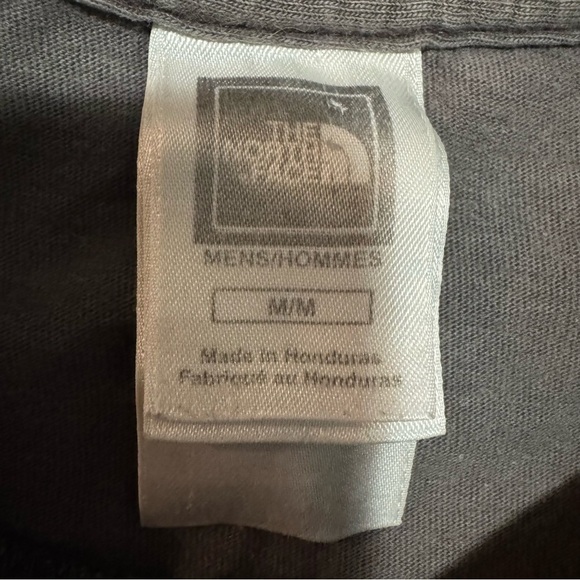 THE
NORTH
FACE
MENS/HOMMES
M/M
Made in Honduras
Fabriqué au Honduras